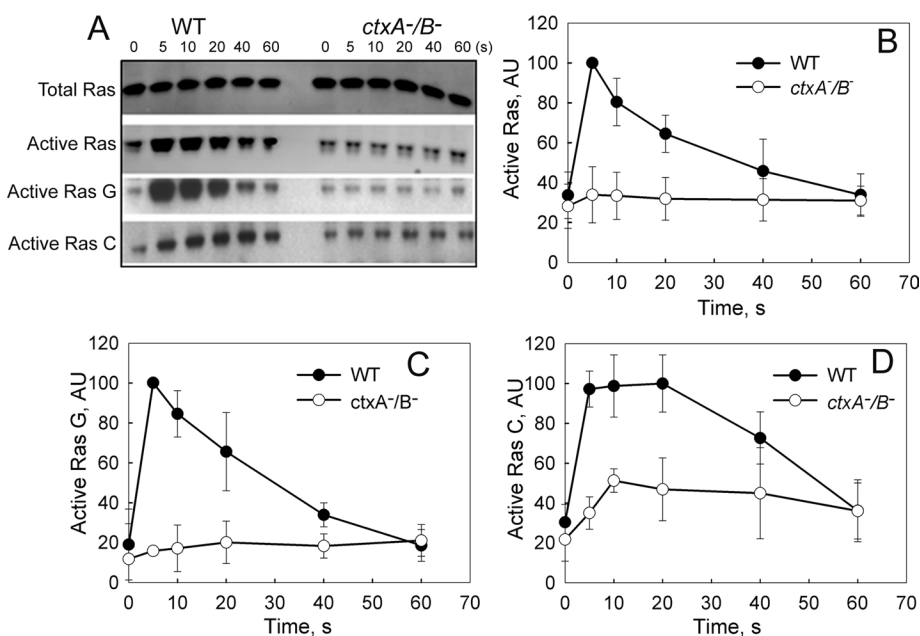 A
WT
ctxA⁻/B⁻
0 5 10 20 40 60 0 5 10 20 40 60 (s)
Total Ras
Active Ras
Active Ras G
Active Ras C
B
Active Ras, AU
120
100
80
60
40
20
0
WT
ctxA⁻/B⁻
0 10 20 30 40 50 60 70
Time, s
C
Active Ras G, AU
120
100
80
60
40
20
0
WT
ctxA⁻/B⁻
0 10 20 30 40 50 60 70
Time, s
D
Active Ras C, AU
120
100
80
60
40
20
0
WT
ctxA⁻/B⁻
0 10 20 30 40 50 60 70
Time, s